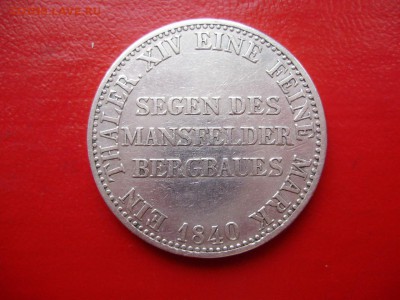 EIN THALER XIV EINE FEINE MARK
SEGEN DES
MANSFELDER
BERGBAUES
1840